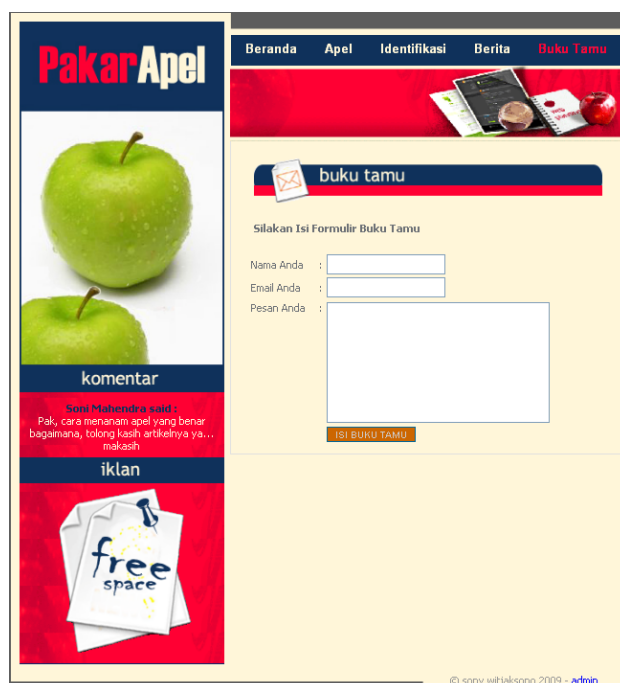 PakarApel
Beranda Apel Identifikasi Berita Buku Tamu
buku tamu
Silakan Isi Formulir Buku Tamu
Nama Anda :
Email Anda :
Pesan Anda :
ISI BUKU TAMU
komentar
Soni Mahendra said :
Pak, cara menanam apel yang benar
bagaimana, tolong kasih artikelnya ya...
makasih
iklan
free
space
© sony witjaksono 2009 - admin